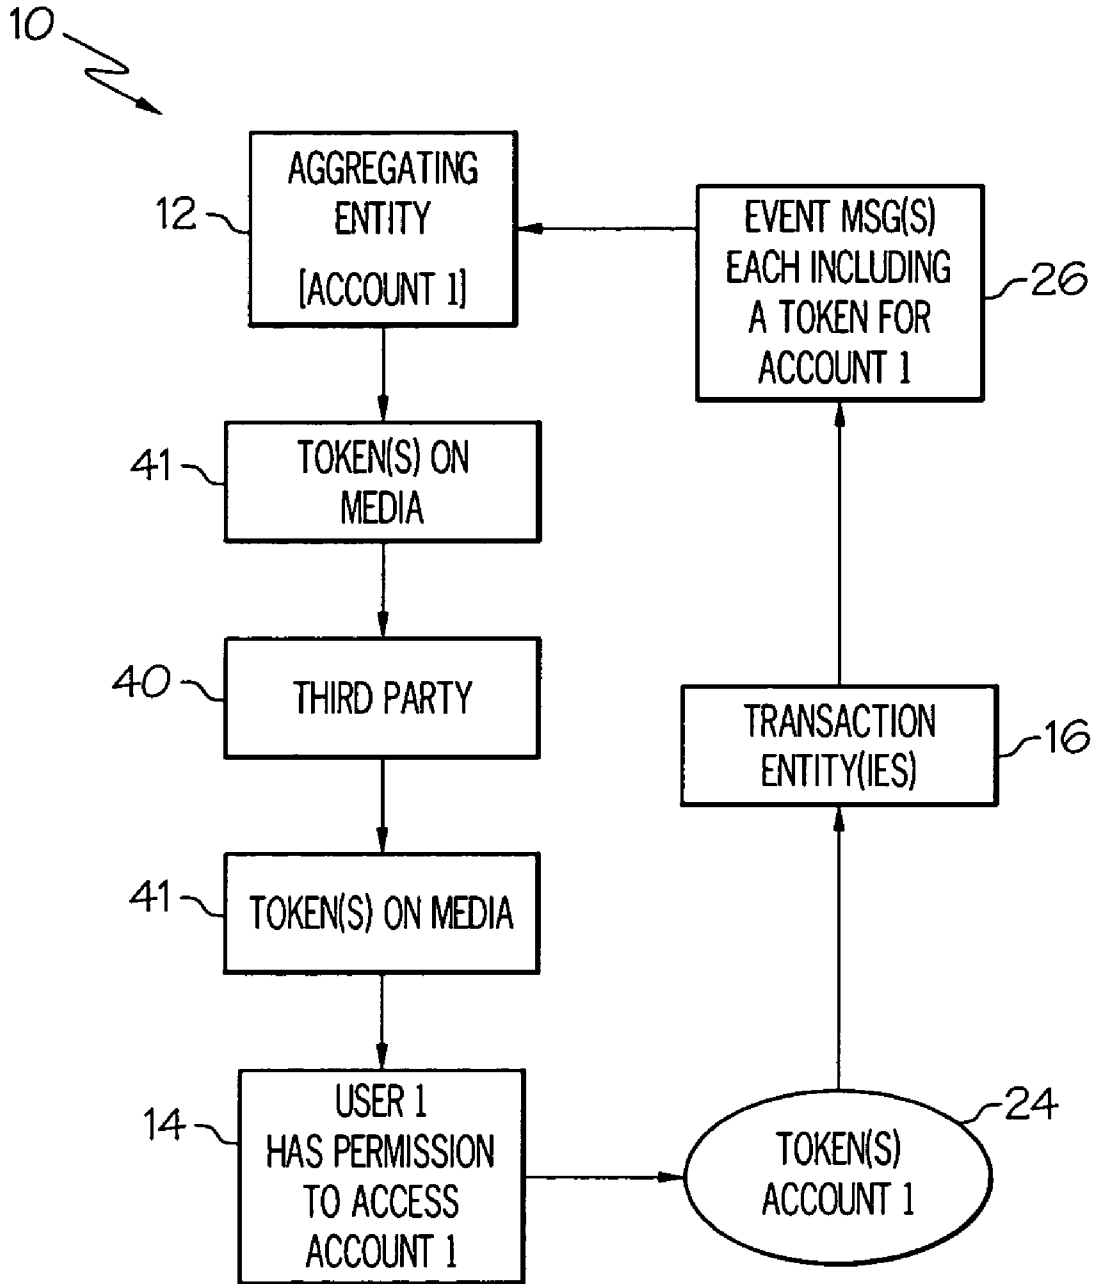 10
AGGREGATING
ENTITY
[ACCOUNT 1]
12
EVENT MSG(S)
EACH INCLUDING
A TOKEN FOR
ACCOUNT 1
26
41
TOKEN(S) ON
MEDIA
40
THIRD PARTY
TRANSACTION
ENTITY(IES)
16
41
TOKEN(S) ON MEDIA
14
USER 1
HAS PERMISSION
TO ACCESS
ACCOUNT 1
TOKEN(S)
ACCOUNT 1
24